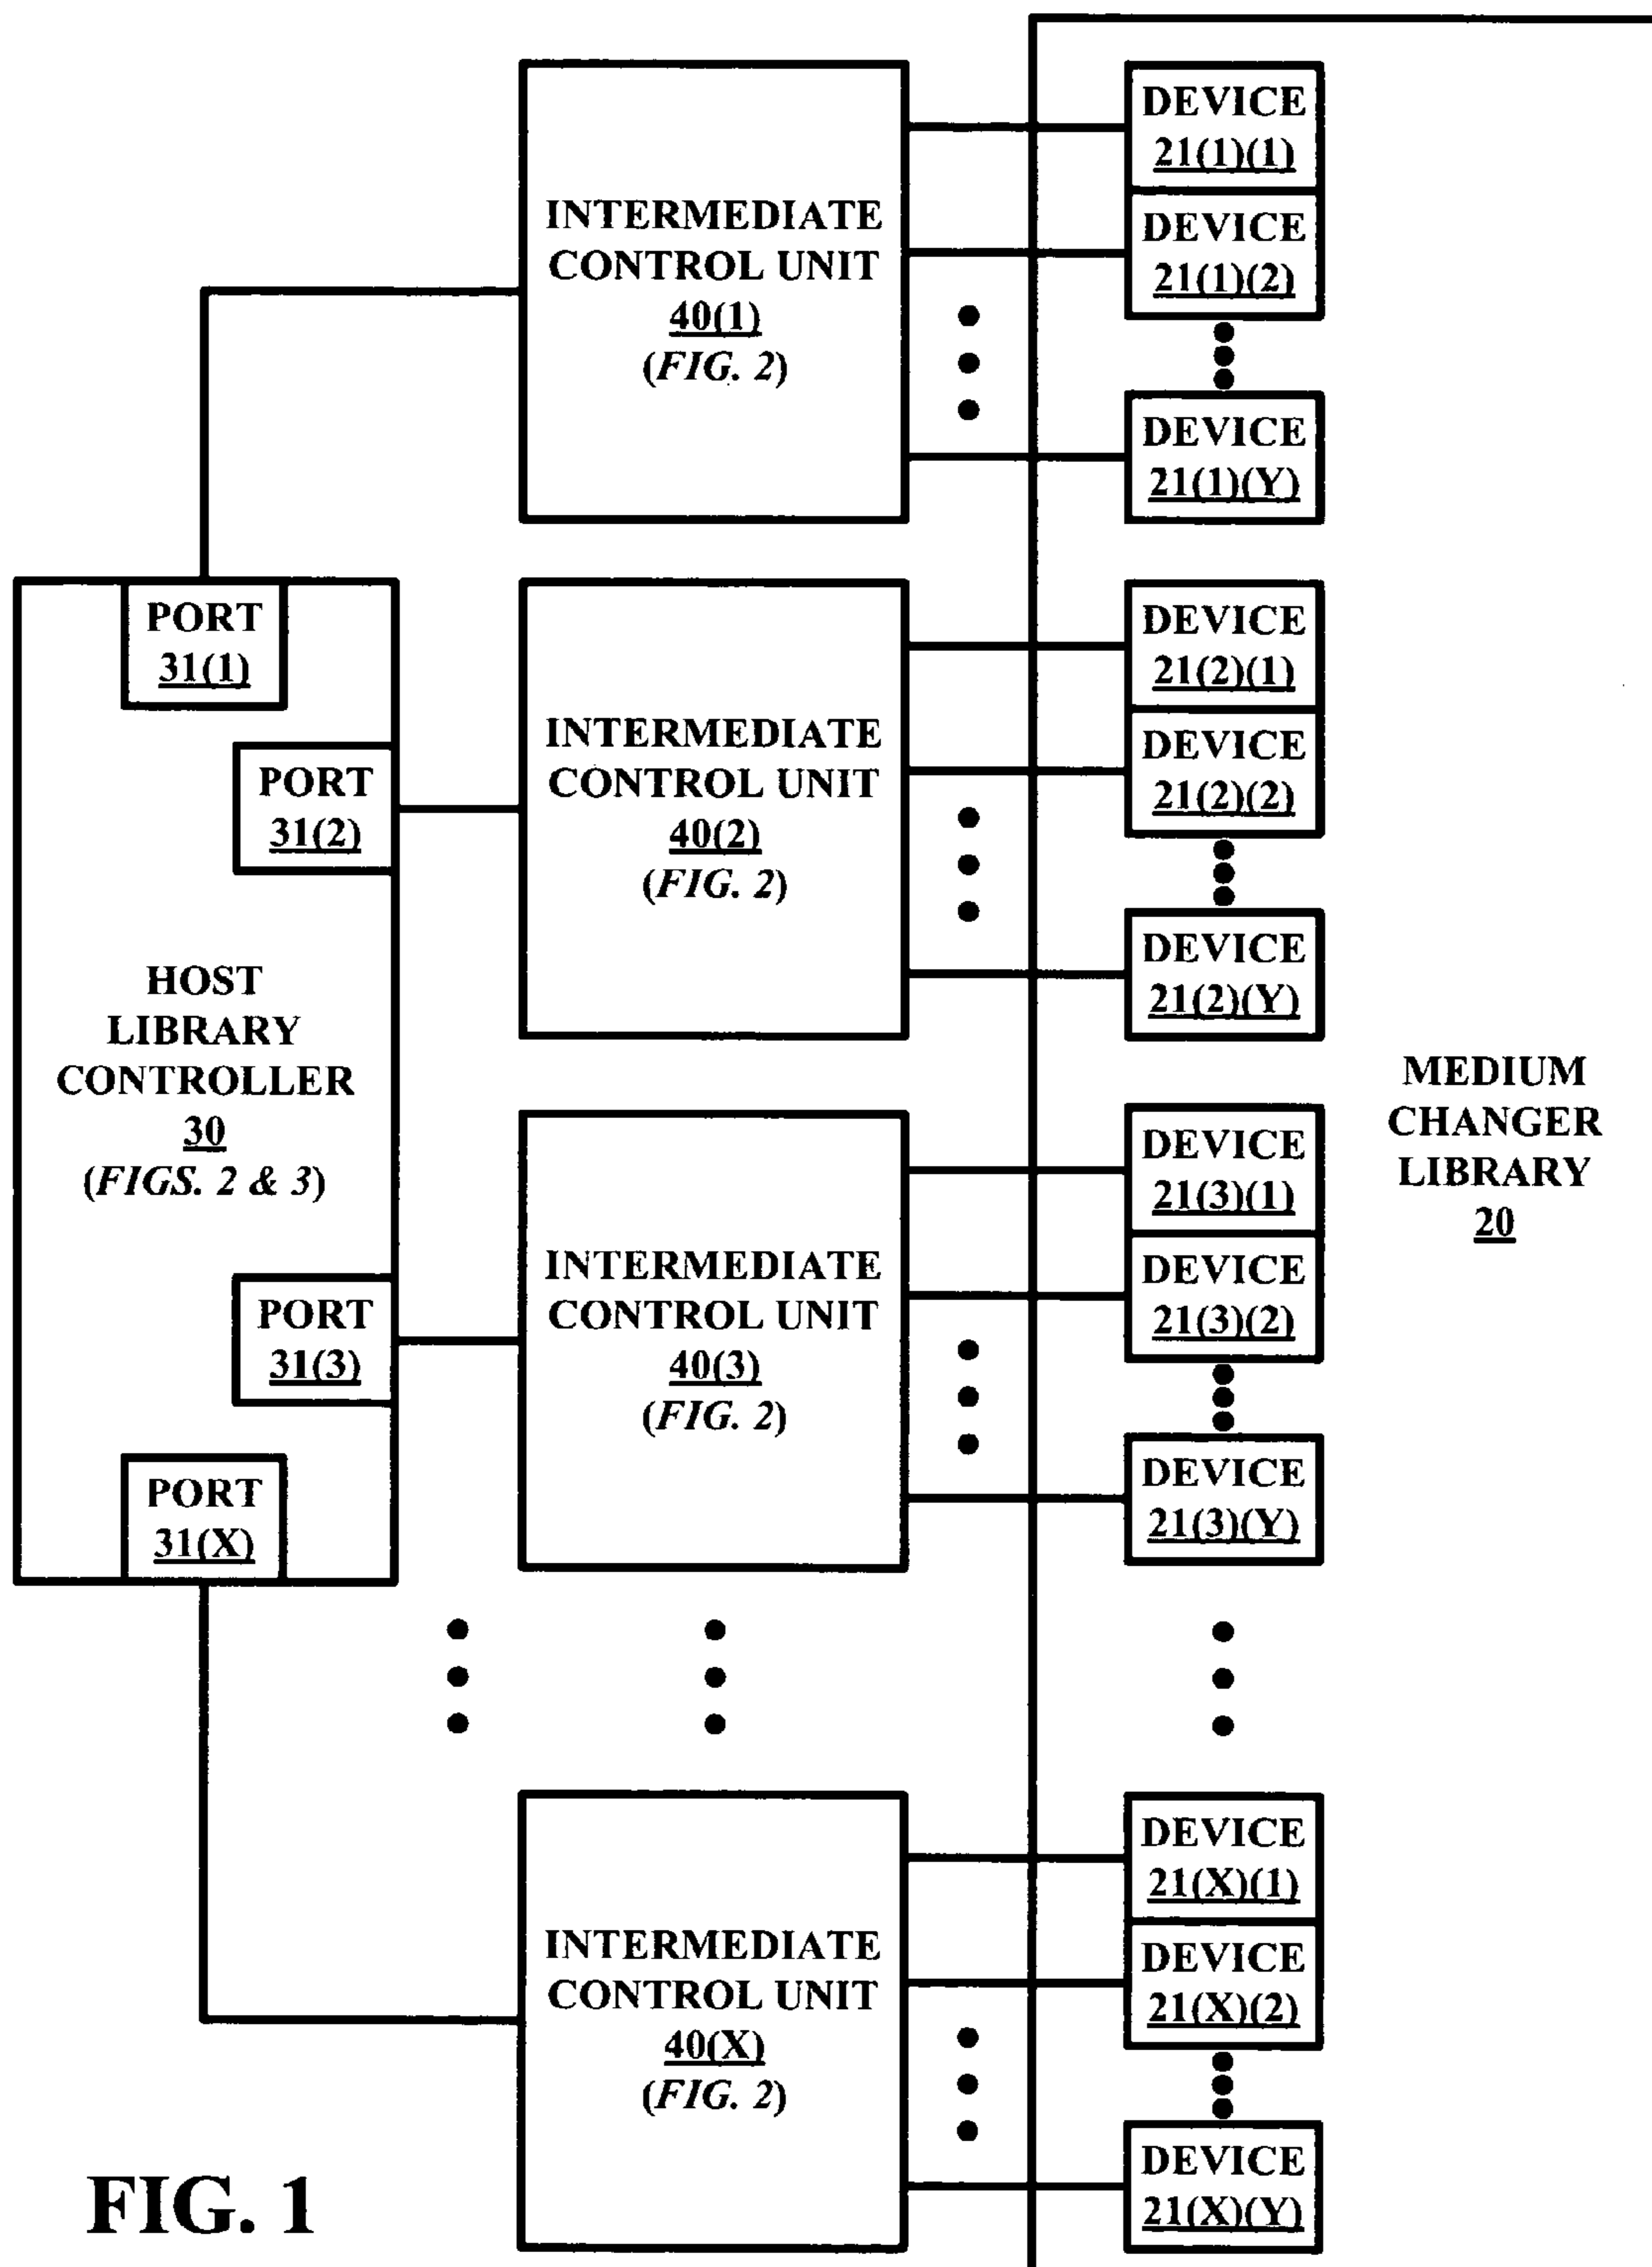 INTERMEDIATE
CONTROL UNIT
40(1)
(FIG. 2)
DEVICE
21(1)(1)
DEVICE
21(1)(2)
DEVICE
21(1)(Y)
PORT
31(1)
PORT
31(2)
HOST
LIBRARY
CONTROLLER
30
(FIGS. 2 & 3)
PORT
31(3)
PORT
31(X)
INTERMEDIATE
CONTROL UNIT
40(2)
(FIG. 2)
DEVICE
21(2)(1)
DEVICE
21(2)(2)
DEVICE
21(2)(Y)
INTERMEDIATE
CONTROL UNIT
40(3)
(FIG. 2)
DEVICE
21(3)(1)
DEVICE
21(3)(2)
DEVICE
21(3)(Y)
MEDIUM
CHANGER
LIBRARY
20
INTERMEDIATE
CONTROL UNIT
40(X)
(FIG. 2)
DEVICE
21(X)(1)
DEVICE
21(X)(2)
DEVICE
21(X)(Y)
FIG. 1